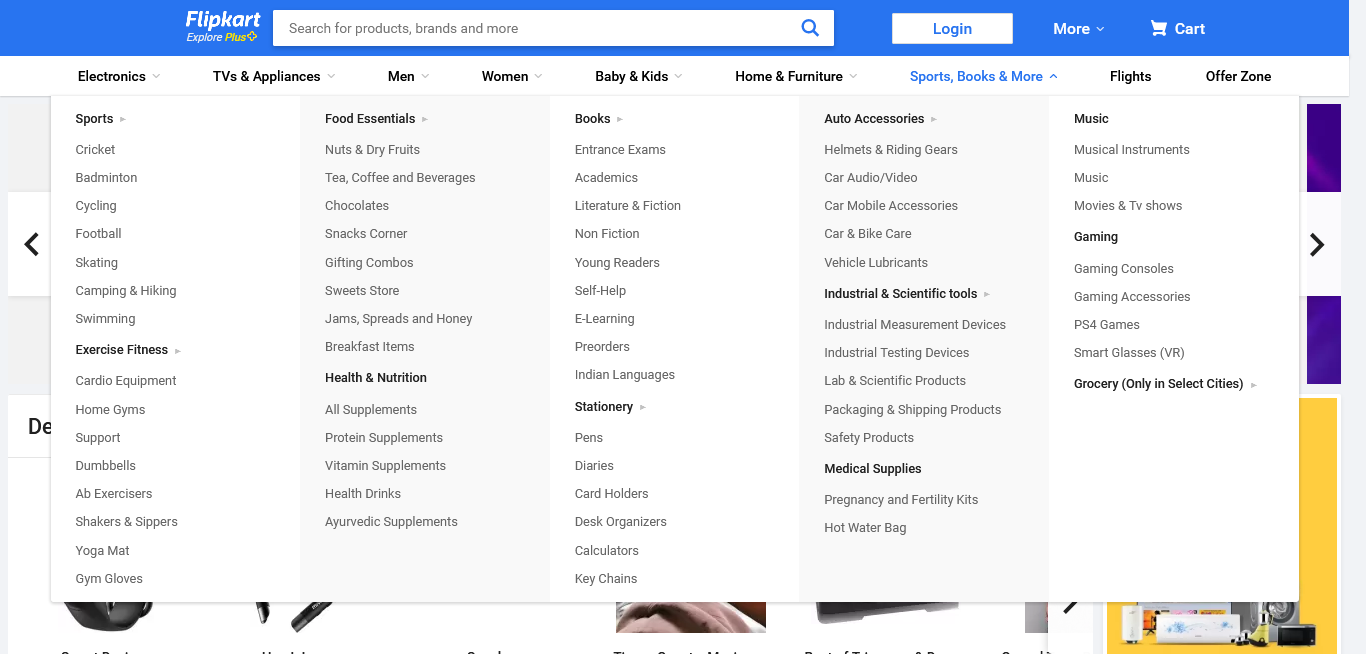 Flipkart
Explore Plus
Search for products, brands and more
Login
More
Cart
Electronics
TVs & Appliances
Men
Women
Baby & Kids
Home & Furniture
Sports, Books & More
Flights
Offer Zone
Sports
Cricket
Badminton
Cycling
Football
Skating
Camping & Hiking
Swimming
Exercise Fitness
Cardio Equipment
Home Gyms
Support
Dumbbells
Ab Exercisers
Shakers & Sippers
Yoga Mat
Gym Gloves
Food Essentials
Nuts & Dry Fruits
Tea, Coffee and Beverages
Chocolates
Snacks Corner
Gifting Combos
Sweets Store
Jams, Spreads and Honey
Breakfast Items
Health & Nutrition
All Supplements
Protein Supplements
Vitamin Supplements
Health Drinks
Ayurvedic Supplements
Books
Entrance Exams
Academics
Literature & Fiction
Non Fiction
Young Readers
Self-Help
E-Learning
Preorders
Indian Languages
Stationery
Pens
Diaries
Card Holders
Desk Organizers
Calculators
Key Chains
Auto Accessories
Helmets & Riding Gears
Car Audio/Video
Car Mobile Accessories
Car & Bike Care
Vehicle Lubricants
Industrial & Scientific tools
Industrial Measurement Devices
Industrial Testing Devices
Lab & Scientific Products
Packaging & Shipping Products
Safety Products
Medical Supplies
Pregnancy and Fertility Kits
Hot Water Bag
Music
Musical Instruments
Music
Movies & Tv shows
Gaming
Gaming Consoles
Gaming Accessories
PS4 Games
Smart Glasses (VR)
Grocery (Only in Select Cities)
De